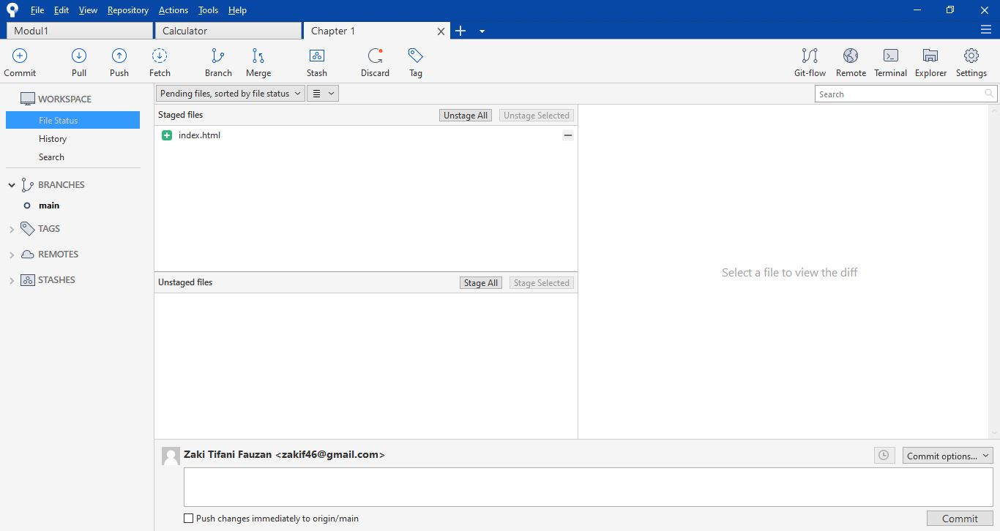 File Edit View Repository Actions Tools Help
Modul1 Calculator Chapter 1
Commit Pull Push Fetch Branch Merge Stash Discard Tag Git-flow Remote Terminal Explorer Settings
WORKSPACE
File Status
History
Search
BRANCHES
main
TAGS
REMOTES
STASHES
Pending files, sorted by file status
Search
Staged files Unstage All Unstage Selected
index.html
Unstaged files Stage All Stage Selected
Select a file to view the diff
Zaki Tifani Fauzan <zakif46@gmail.com>
Commit options...
Push changes immediately to origin/main
Commit